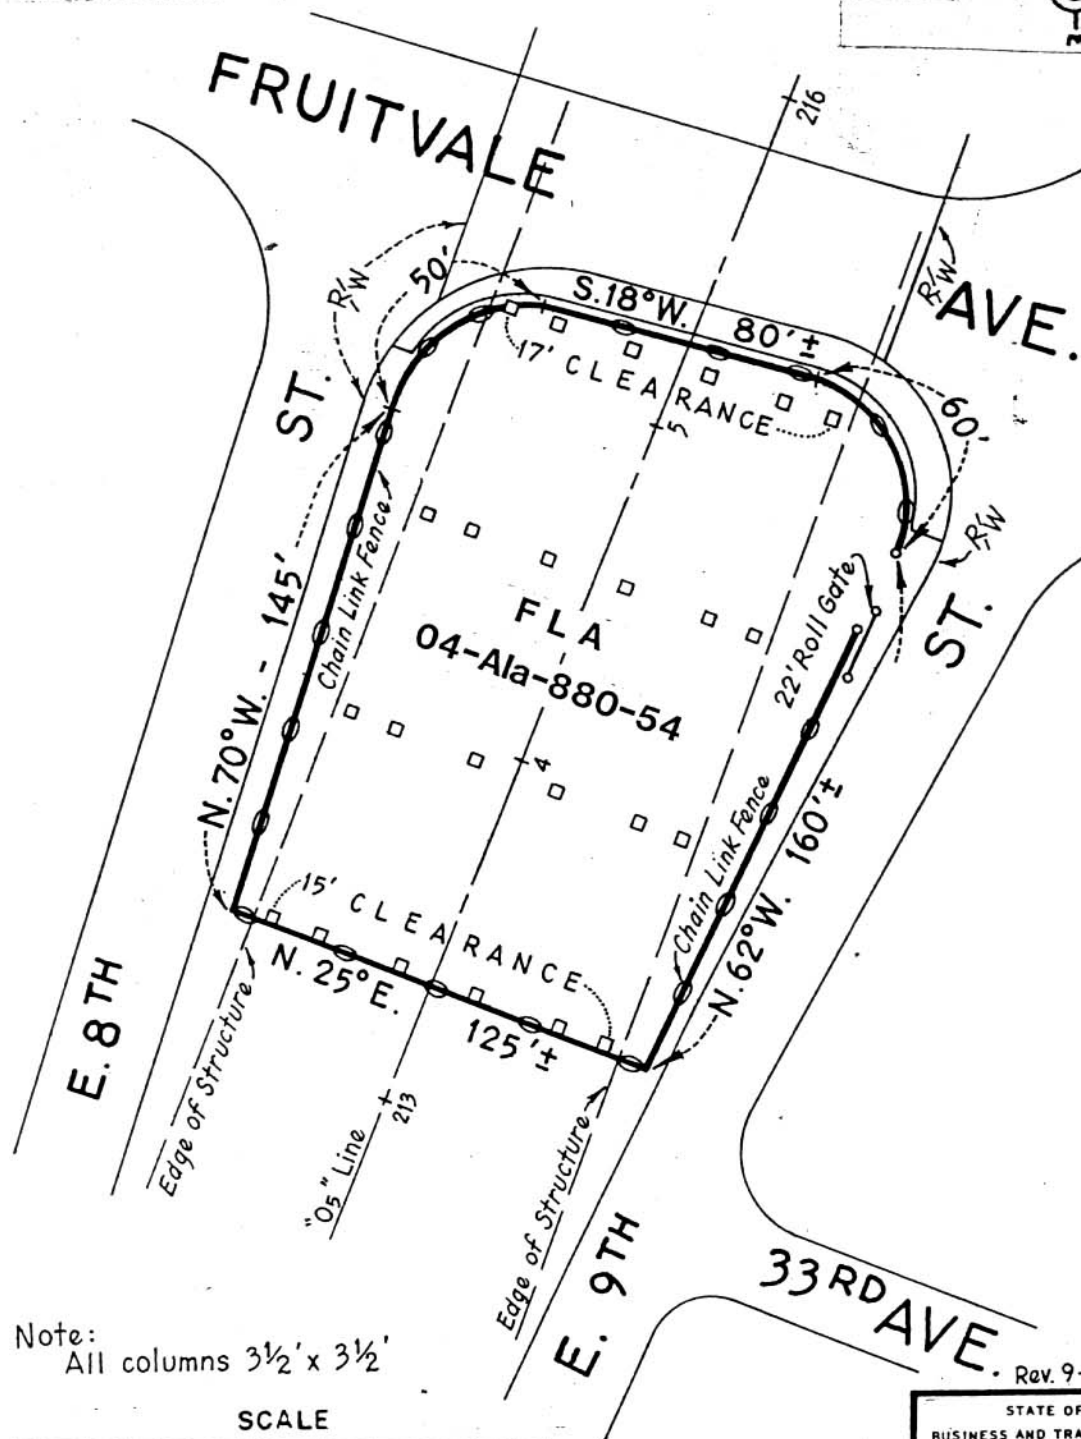 216
FRUITVALE
AVE.
R/W
50'
S.18°W.
80'±
R/W
17' CLEARANCE
5
60'
ST.
R/W
N. 70°W. - 145'
Chain Link Fence
FLA
04-Ala-880-54
22' Roll Gate
ST.
4
Chain Link Fence
N. 62°W. 160'±
15' CLEARANCE
N. 25°E.
125'±
E. 8TH
Edge of Structure
213
"O5" Line
Edge of Structure
E. 9TH
33RD AVE.
Note:
All columns 3½' x 3½'
SCALE
Rev. 9-
STATE OF
BUSINESS AND TRA